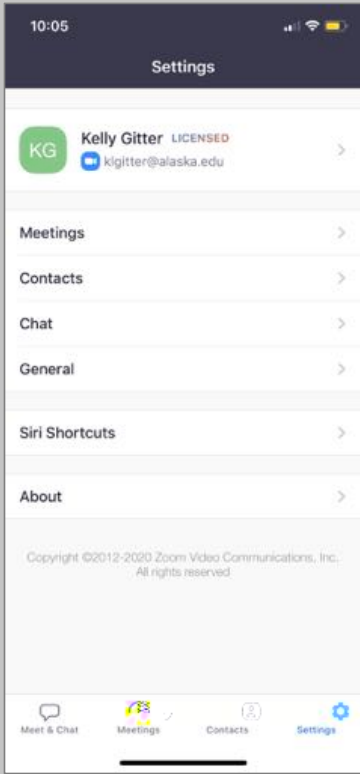 10:05
Settings
KG
Kelly Gitter LICENSED
klgitter@alaska.edu
Meetings
Contacts
Chat
General
Siri Shortcuts
About
Copyright ©2012-2020 Zoom Video Communications, Inc.
All rights reserved
Meet & Chat Meetings Contacts Settings